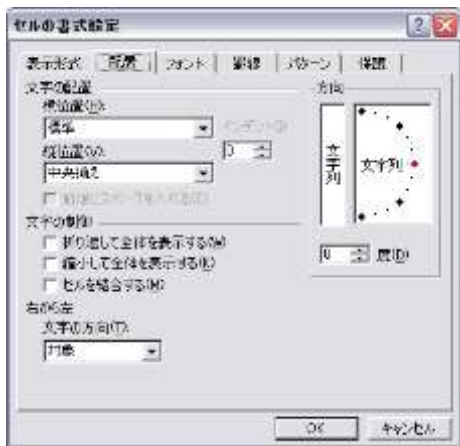 セルの書式設定
表示形式 配置 フォント 罫線 パターン 保護
文字の配置
横位置(H):
標準
インデント(I):
縦位置(V):
0
中央揃え
文字の制御
折り返して全体を表示する(W)
縮小して全体を表示する(K)
セルを結合する(M)
右から左
文字の方向(T):
方向
文字列
文字列
0 度(D)
OK キャンセル